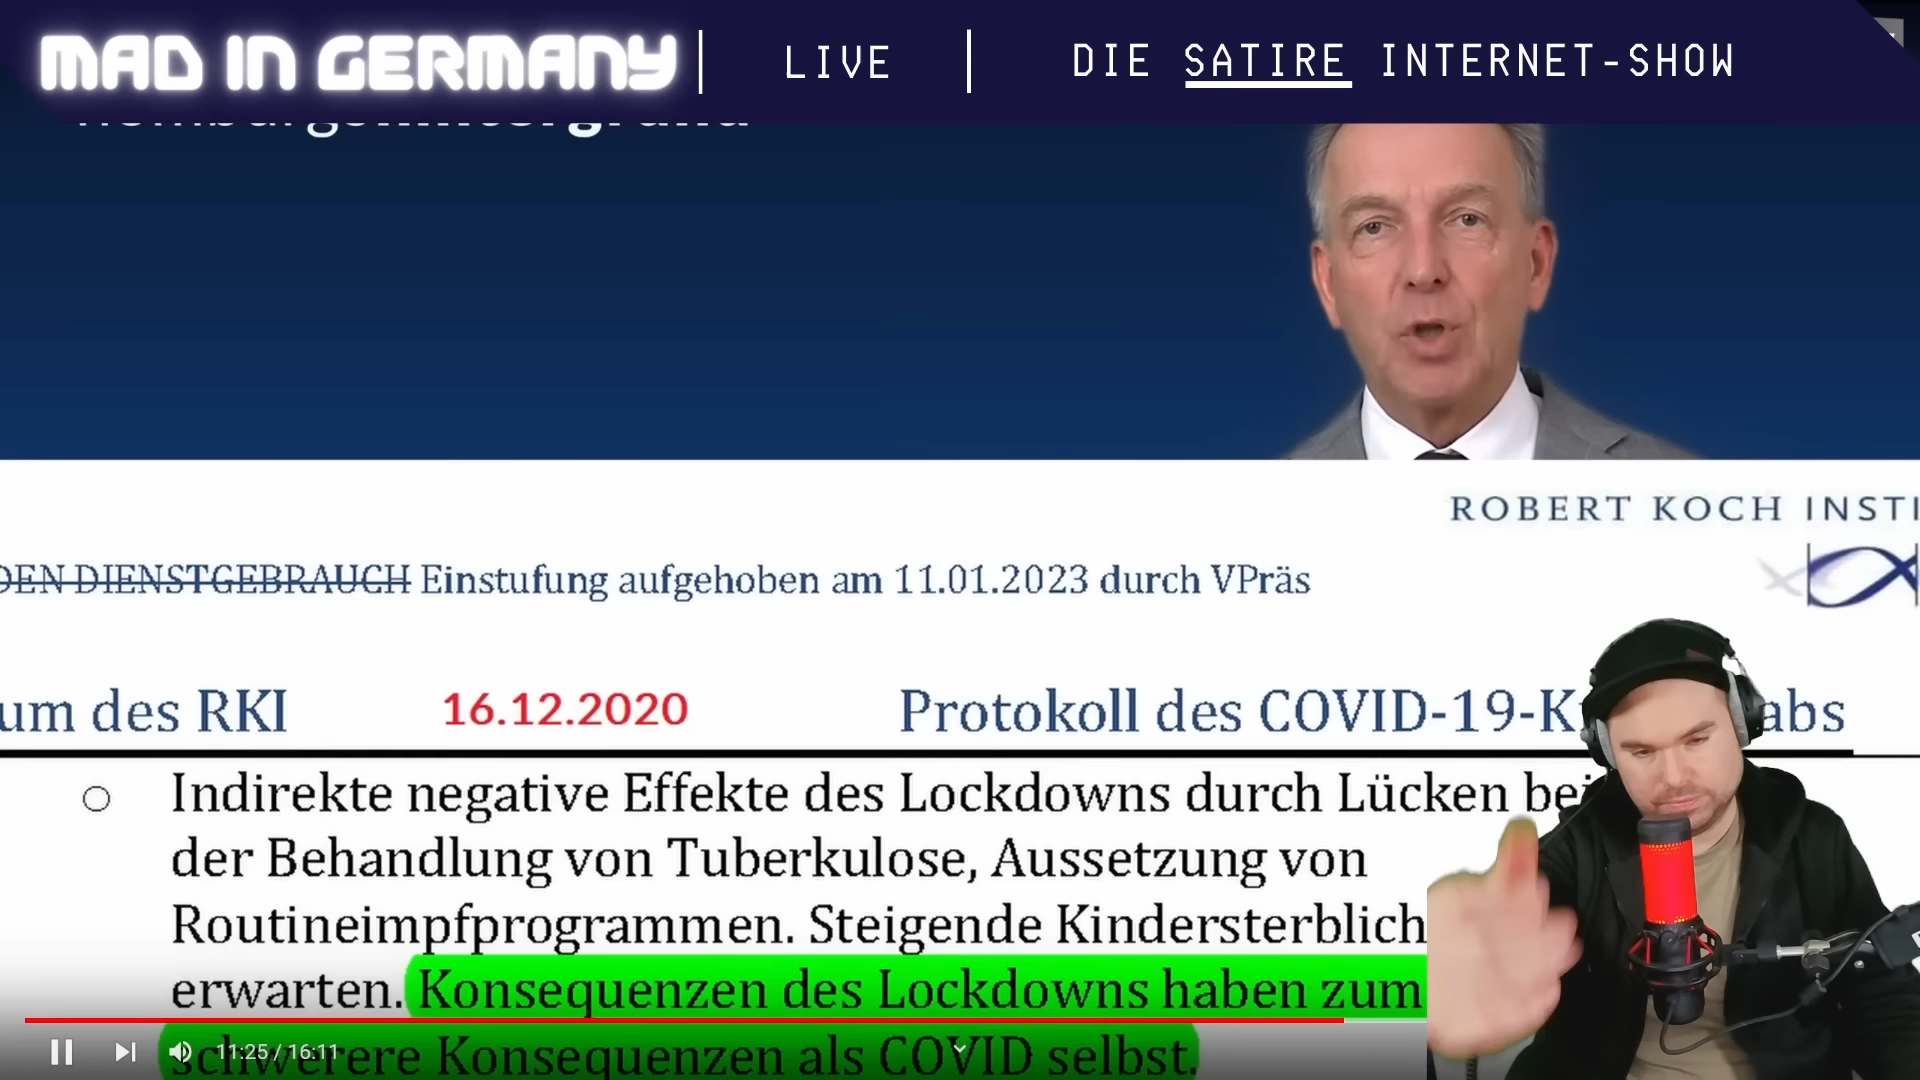 MAD IN GERMANY | LIVE | DIE SATIRE INTERNET-SHOW
ROBERT KOCH INSTI
DEN DIENSTGEBRAUCH Einstufung aufgehoben am 11.01.2023 durch VPräs
um des RKI 16.12.2020 Protokoll des COVID-19-K abs
Indirekte negative Effekte des Lockdowns durch Lücken bei
der Behandlung von Tuberkulose, Aussetzung von
Routineimpfprogrammen. Steigende Kindersterblich
erwarten. Konsequenzen des Lockdowns haben zum
schwerere Konsequenzen als COVID selbst.
11:25 / 16:11